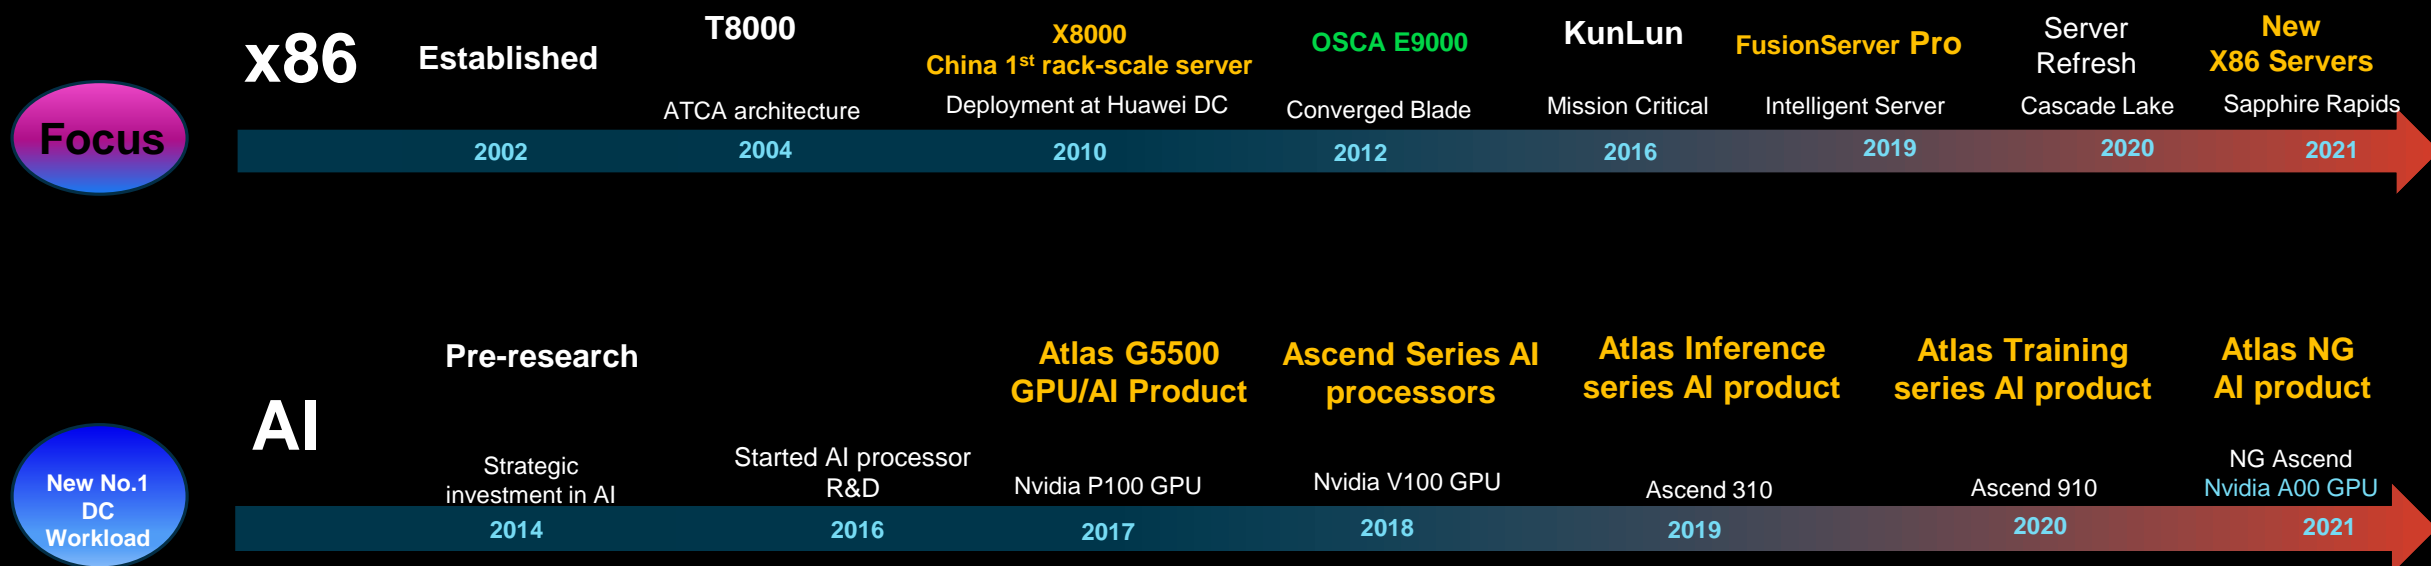 Focus
x86
Established
2002
T8000
ATCA architecture
2004
X8000
China 1st rack-scale server
Deployment at Huawei DC
2010
OSCA E9000
Converged Blade
2012
KunLun
Mission Critical
2016
FusionServer Pro
Intelligent Server
2019
Server
Refresh
Cascade Lake
2020
New
X86 Servers
Sapphire Rapids
2021
New No.1
DC
Workload
AI
Pre-research
Strategic
investment in AI
2014
Started AI processor
R&D
2016
Atlas G5500
GPU/AI Product
Nvidia P100 GPU
2017
Ascend Series AI
processors
Nvidia V100 GPU
2018
Atlas Inference
series AI product
Ascend 310
2019
Atlas Training
series AI product
Ascend 910
2020
Atlas NG
AI product
NG Ascend
Nvidia A00 GPU
2021